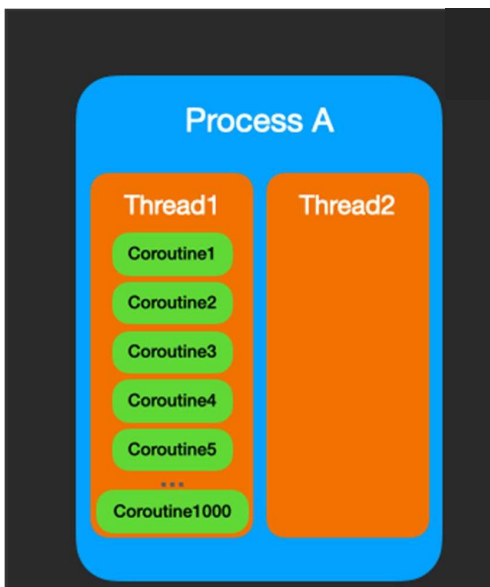 Process A
Thread1
Coroutine1
Coroutine2
Coroutine3
Coroutine4
Coroutine5
...
Coroutine1000
Thread2